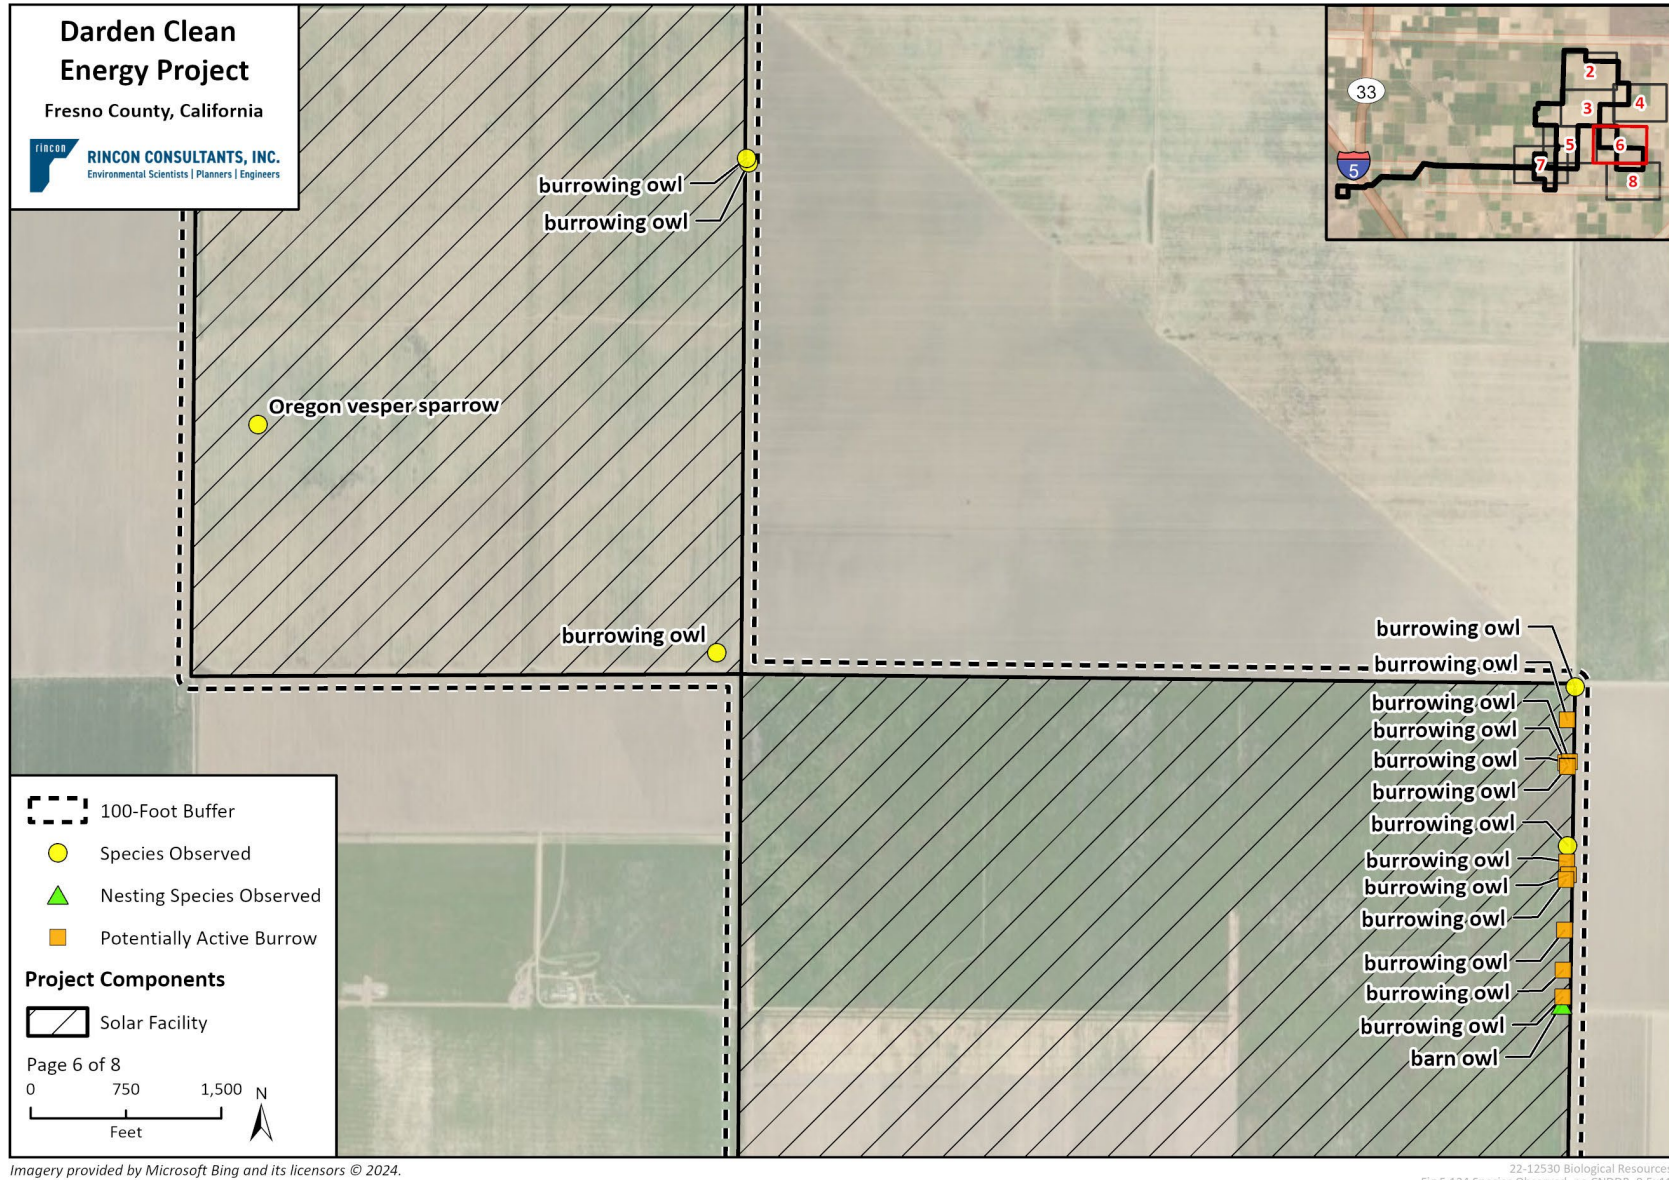 Darden Clean
Energy Project
Fresno County, California
rincon
RINCON CONSULTANTS, INC.
Environmental Scientists | Planners | Engineers
33
5
2
3
4
5
6
7
8
burrowing owl
burrowing owl
Oregon vesper sparrow
burrowing owl
burrowing owl
burrowing owl
burrowing owl
burrowing owl
burrowing owl
burrowing owl
burrowing owl
burrowing owl
burrowing owl
burrowing owl
burrowing owl
burrowing owl
burrowing owl
barn owl
100-Foot Buffer
Species Observed
Nesting Species Observed
Potentially Active Burrow
Project Components
Solar Facility
Page 6 of 8
0 750 1,500
Feet
N
Imagery provided by Microsoft Bing and its licensors © 2024.
22-12530 Biological Resources